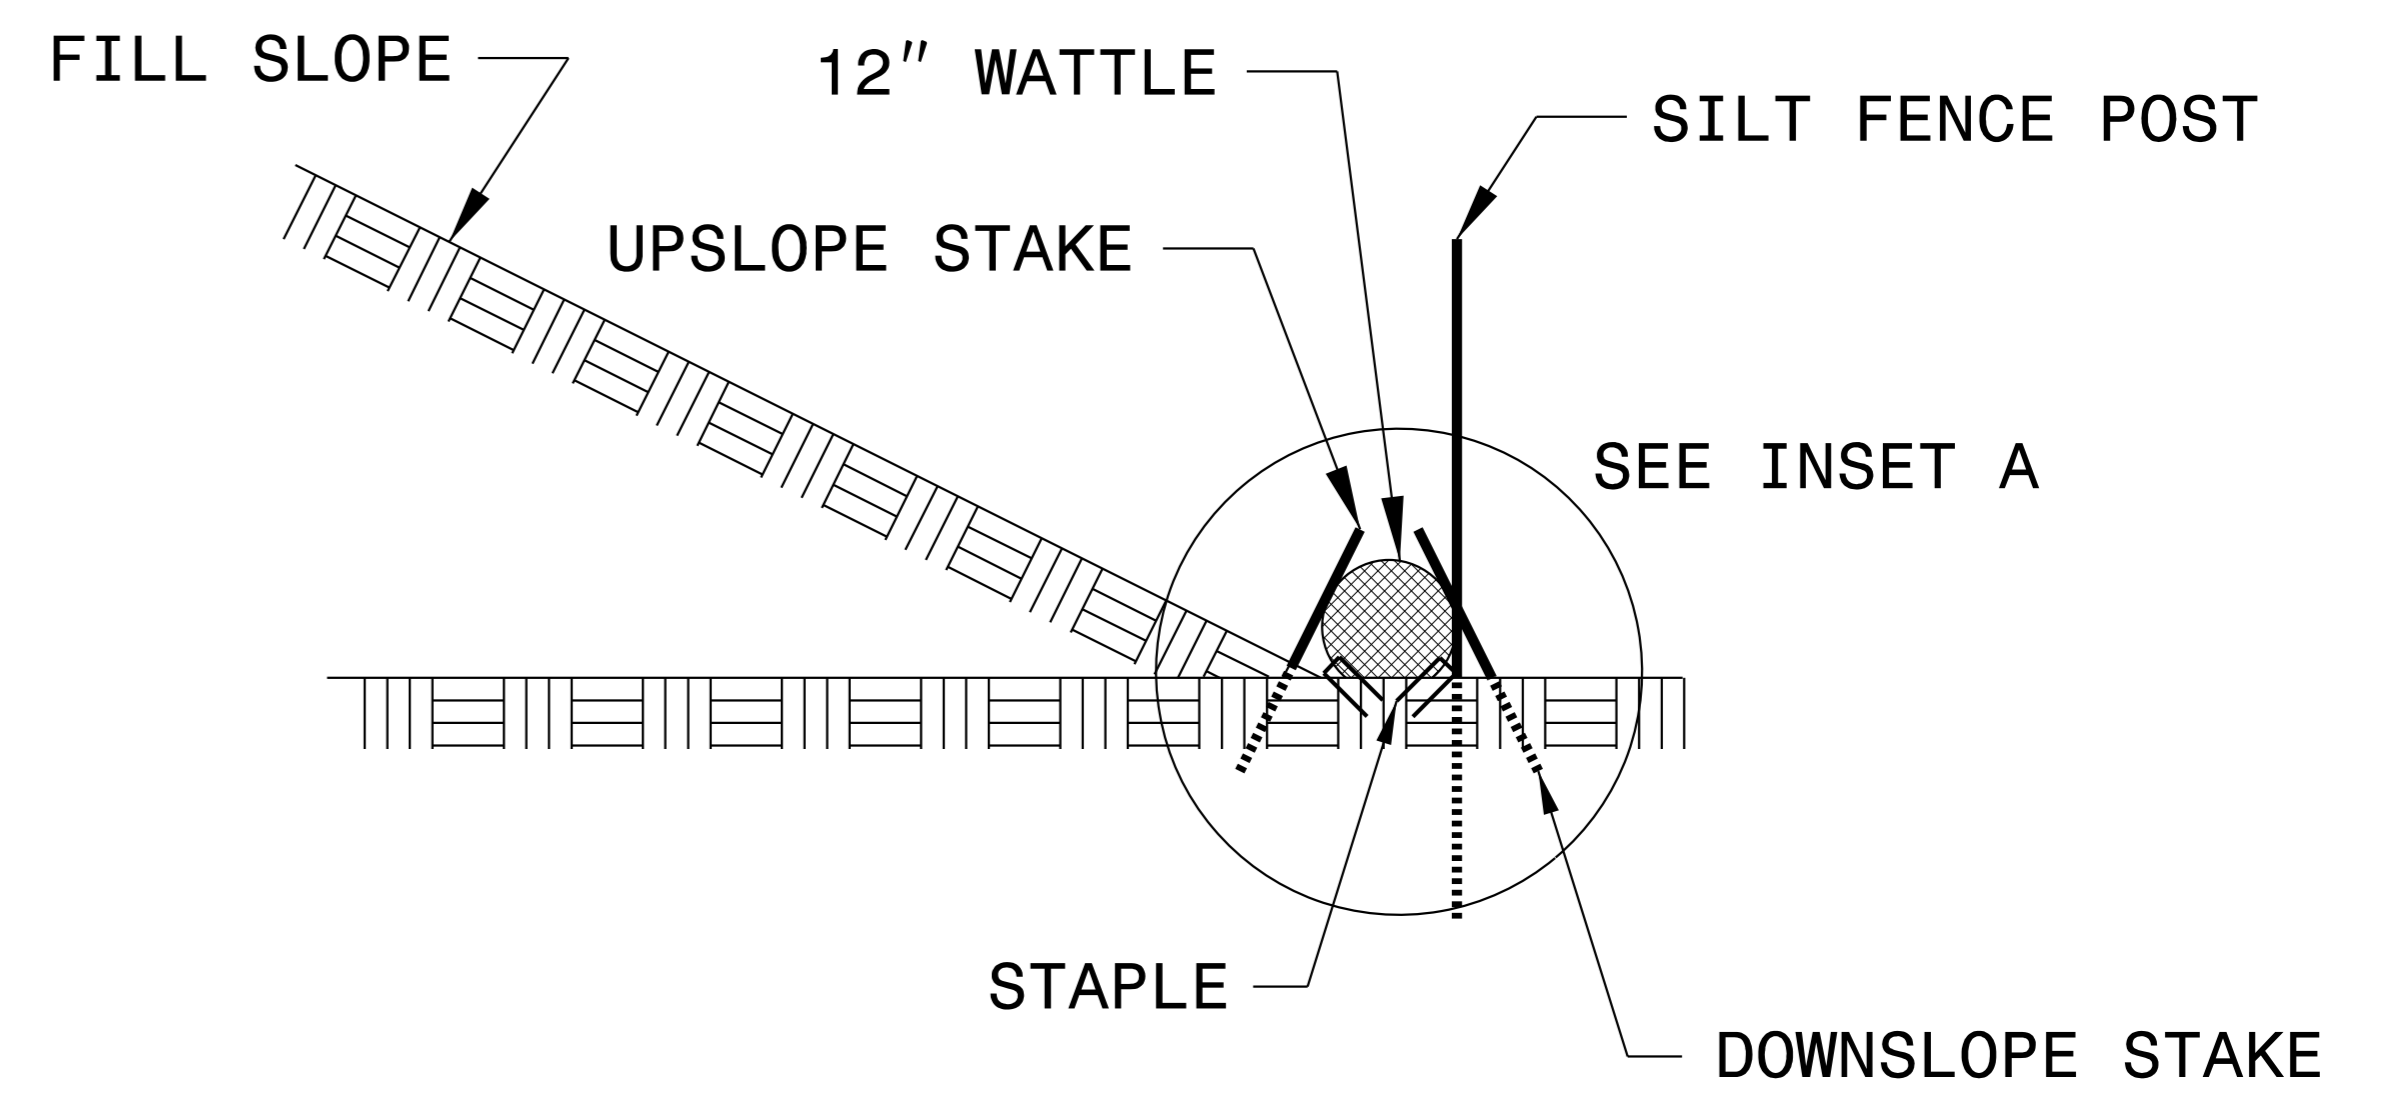 FILL SLOPE
12" WATTLE
SILT FENCE POST
UPSLOPE STAKE
SEE INSET A
STAPLE
DOWNSLOPE STAKE